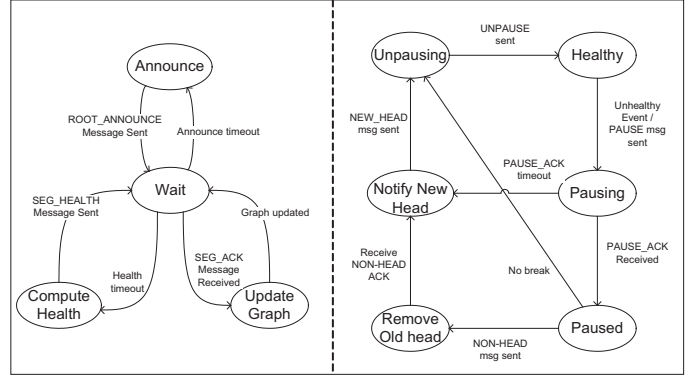 Announce
ROOT_ANNOUNCE
Message Sent
Announce timeout
Wait
SEG_HEALTH
Message Sent
Graph updated
SEG_ACK
Message
Received
Health
timeout
Compute
Health
Update
Graph
UNPAUSE
sent
Unpausing
Healthy
NEW_HEAD
msg sent
Unhealthy
Event /
PAUSE msg
sent
PAUSE_ACK
timeout
Notify New
Head
Pausing
Receive
NON-HEAD
ACK
No break
PAUSE_ACK
Received
Remove
Old head
Paused
NON-HEAD
msg sent